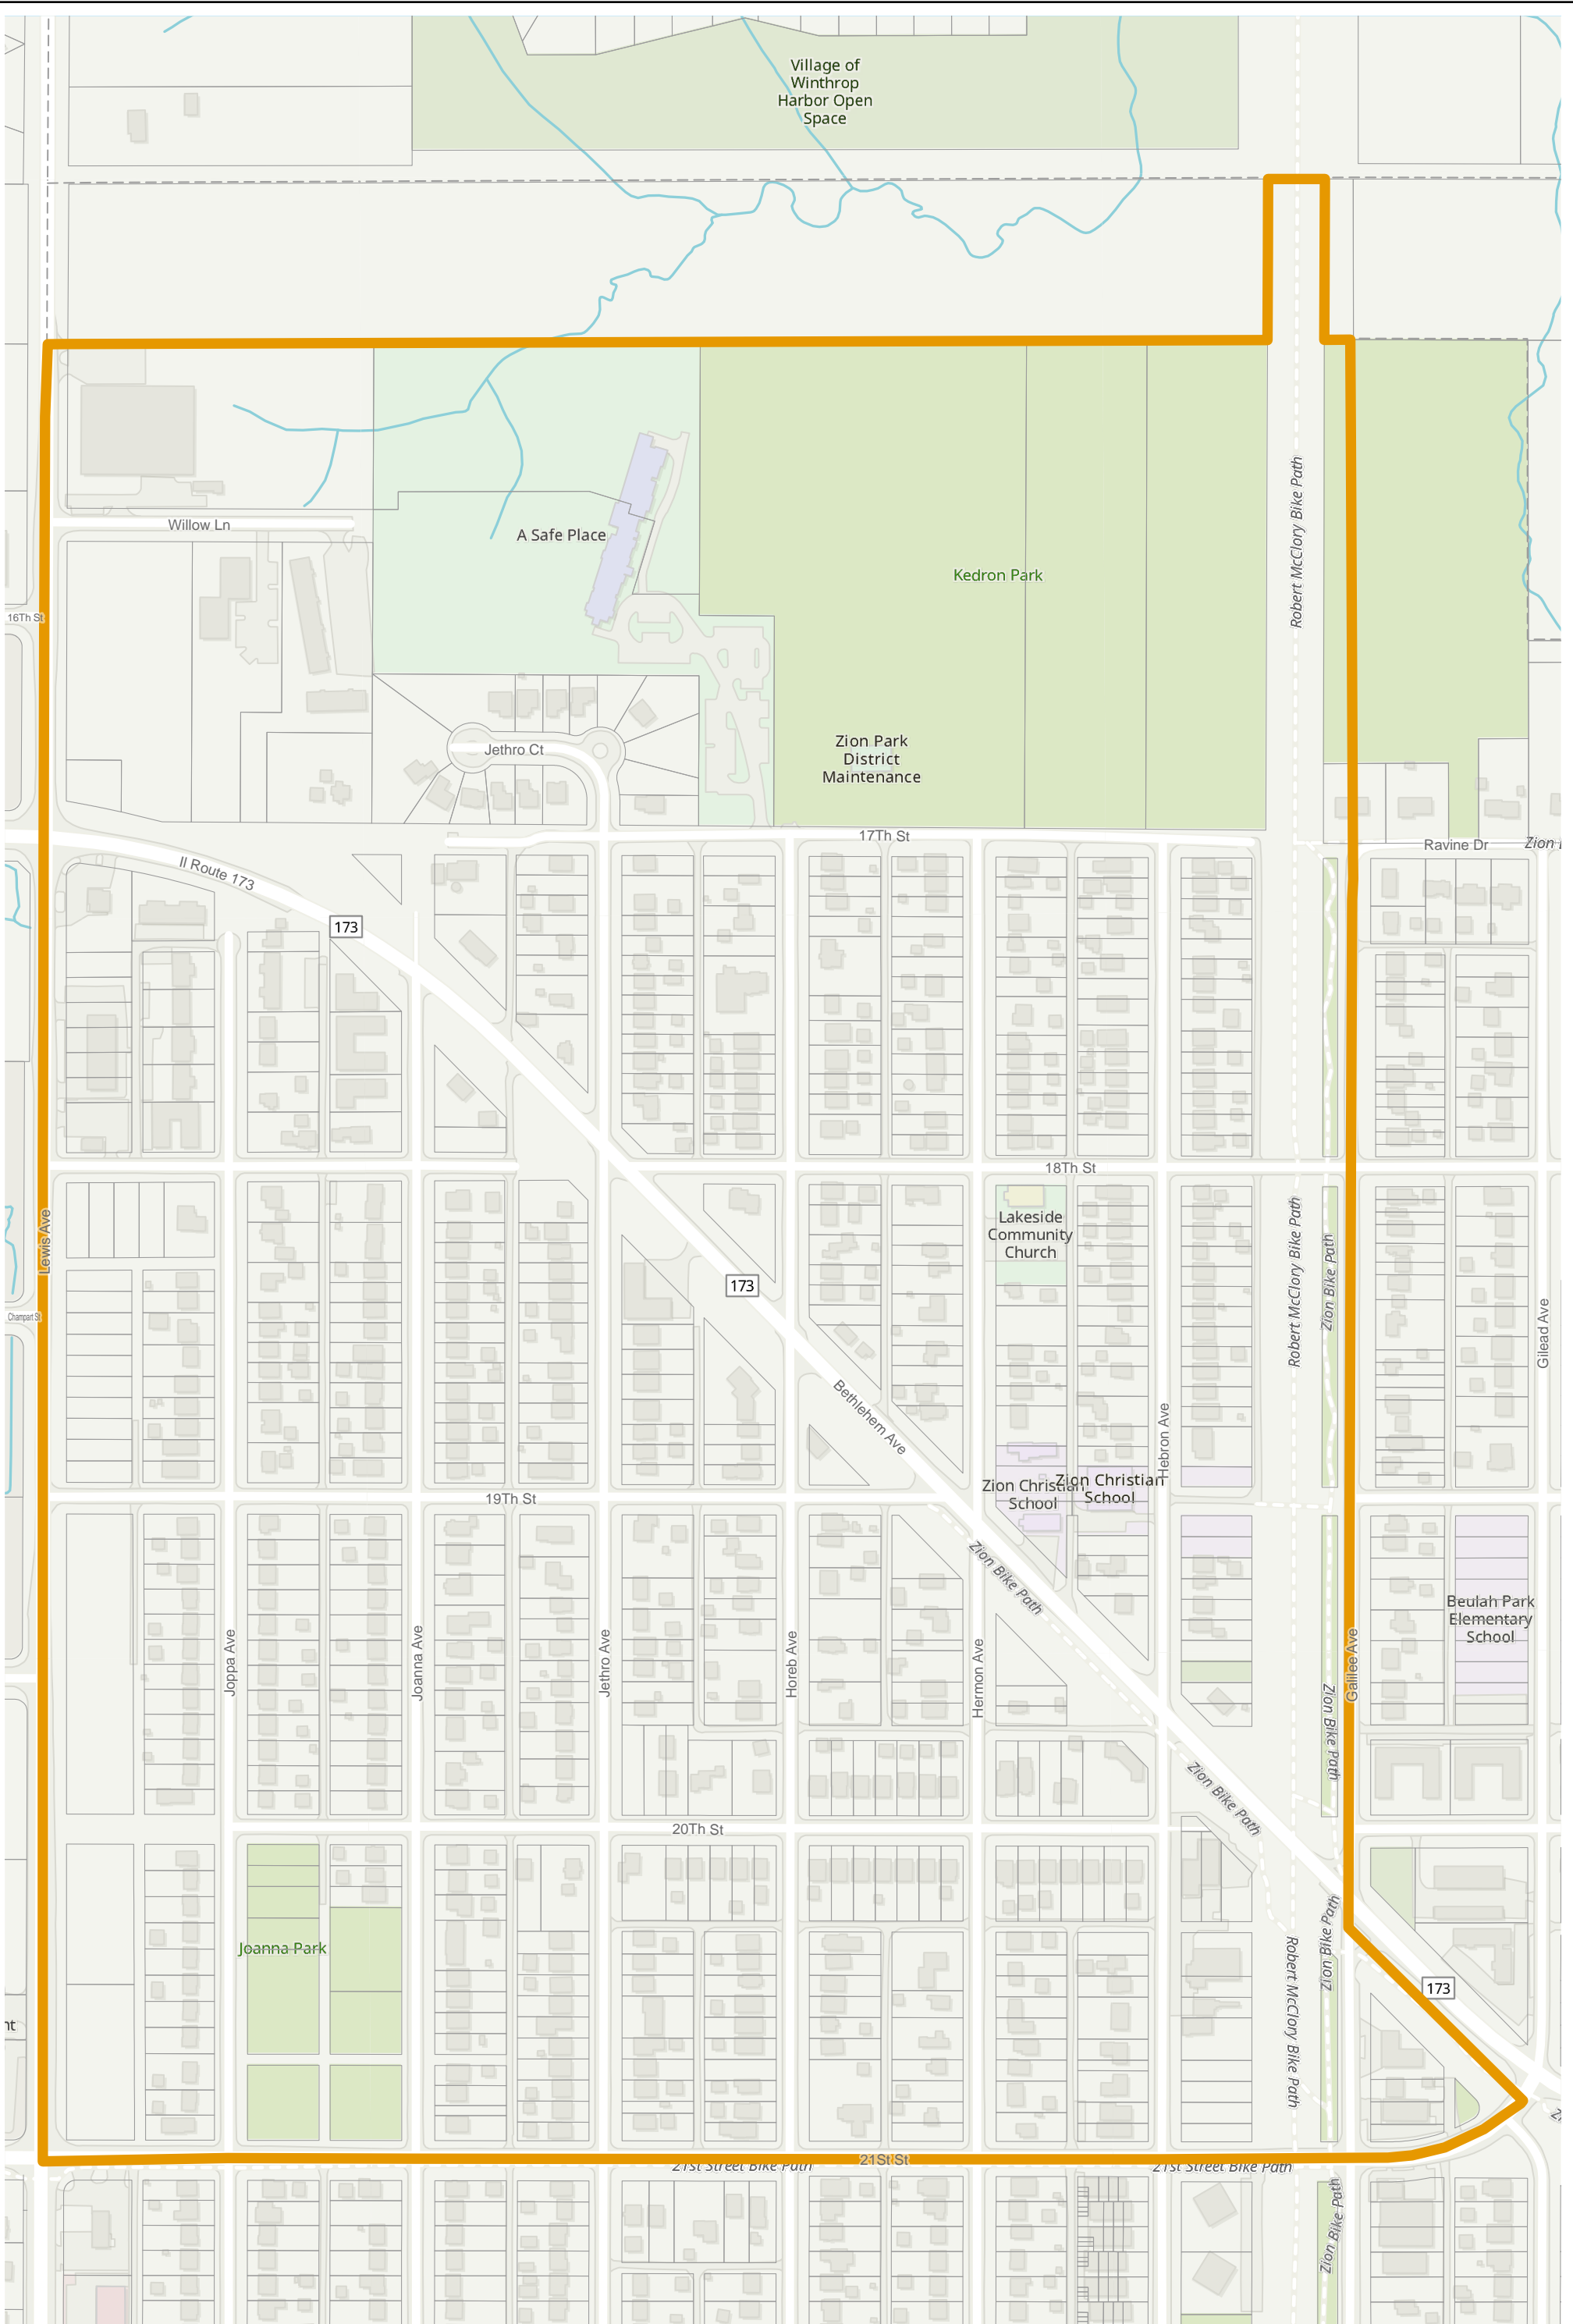 Village of
Winthrop
Harbor Open
Space
Robert McClory Bike Path
Willow Ln
A Safe Place
Kedron Park
16Th St
Zion Park
District
Maintenance
Jethro Ct
17Th St
Ravine Dr
Zion
Il Route 173
173
18Th St
Lewis Ave
Lakeside
Community
Church
Robert McClory Bike Path
Zion Bike Path
173
Champart St
Gilead Ave
Bethlehem Ave
Hebron Ave
Zion Christian
School
Zion Christian
School
19Th St
Zion Bike Path
Beulah Park
Elementary
School
Joppa Ave
Joanna Ave
Jethro Ave
Horeb Ave
Hermon Ave
Galilee Ave
Zion Bike Path
Zion Bike Path
20Th St
Joanna Park
Zion Bike Path
Robert McClory Bike Path
173
nt
21St St
21st Street Bike Path
21st Street Bike Path
Zion Bike Path